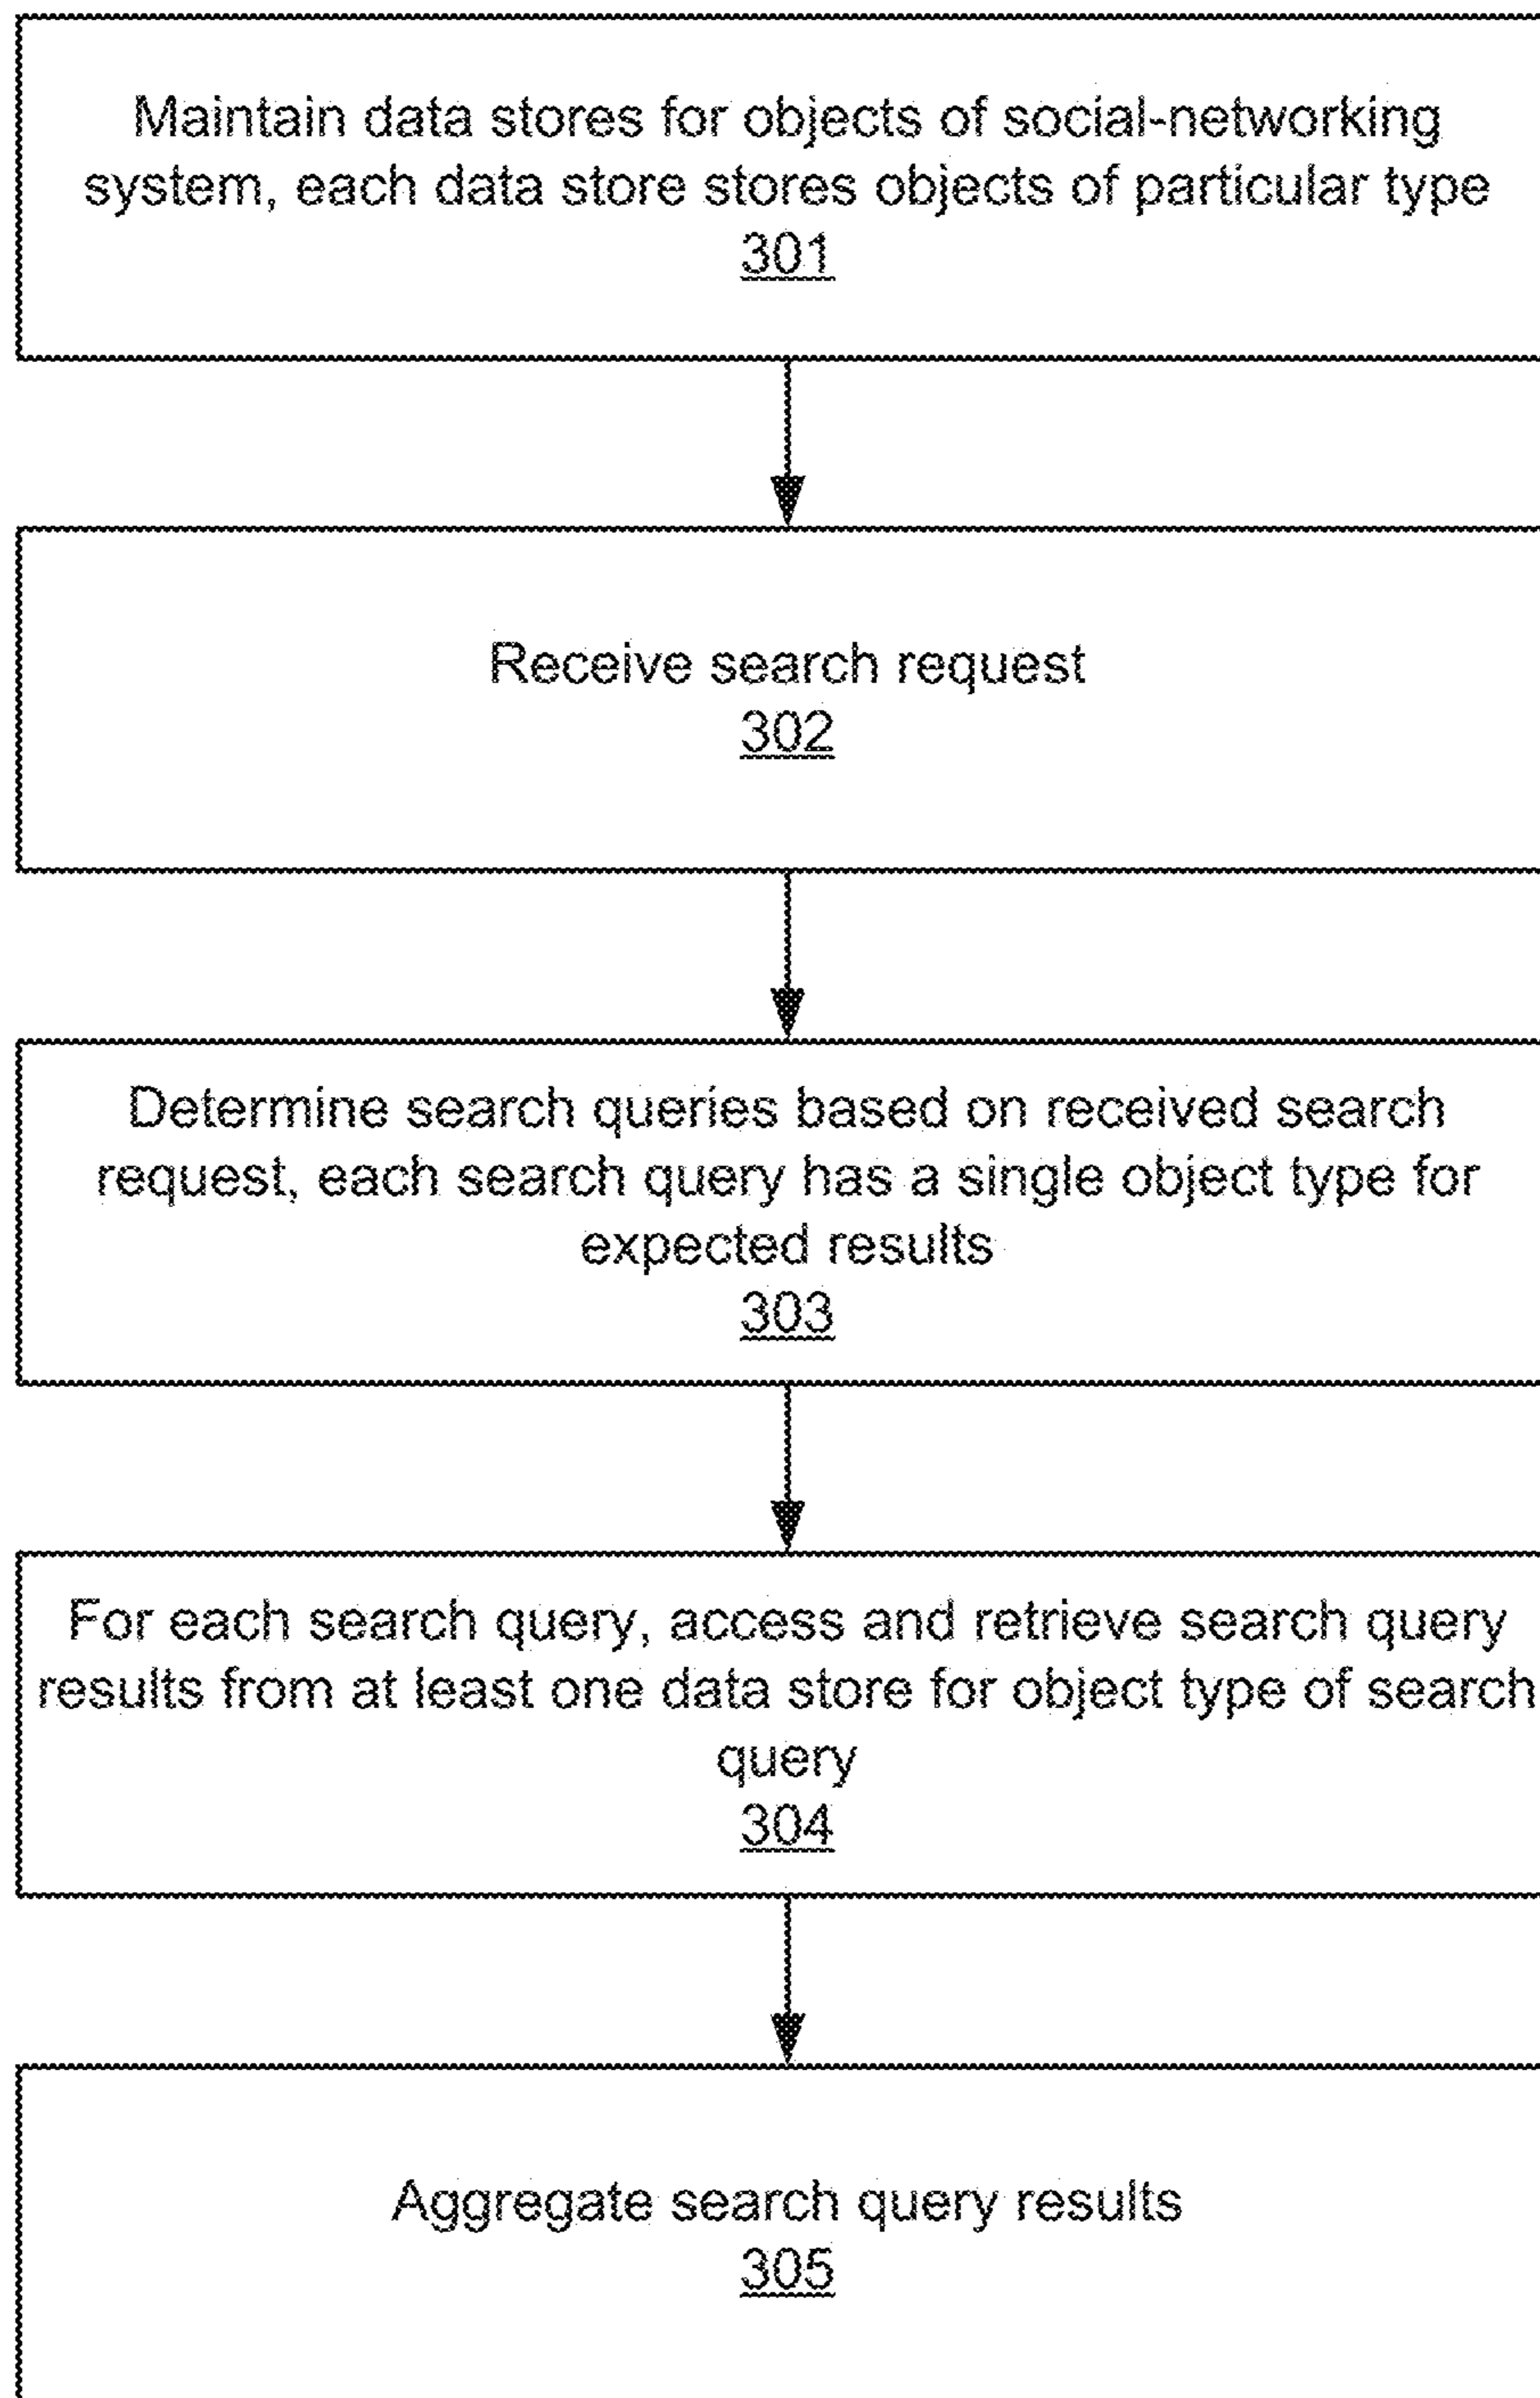 Maintain data stores for objects of social-networking
system, each data store stores objects of particular type
301
Receive search request
302
Determine search queries based on received search
request, each search query has a single object type for
expected results
303
For each search query, access and retrieve search query
results from at least one data store for object type of search
query
304
Aggregate search query results
305